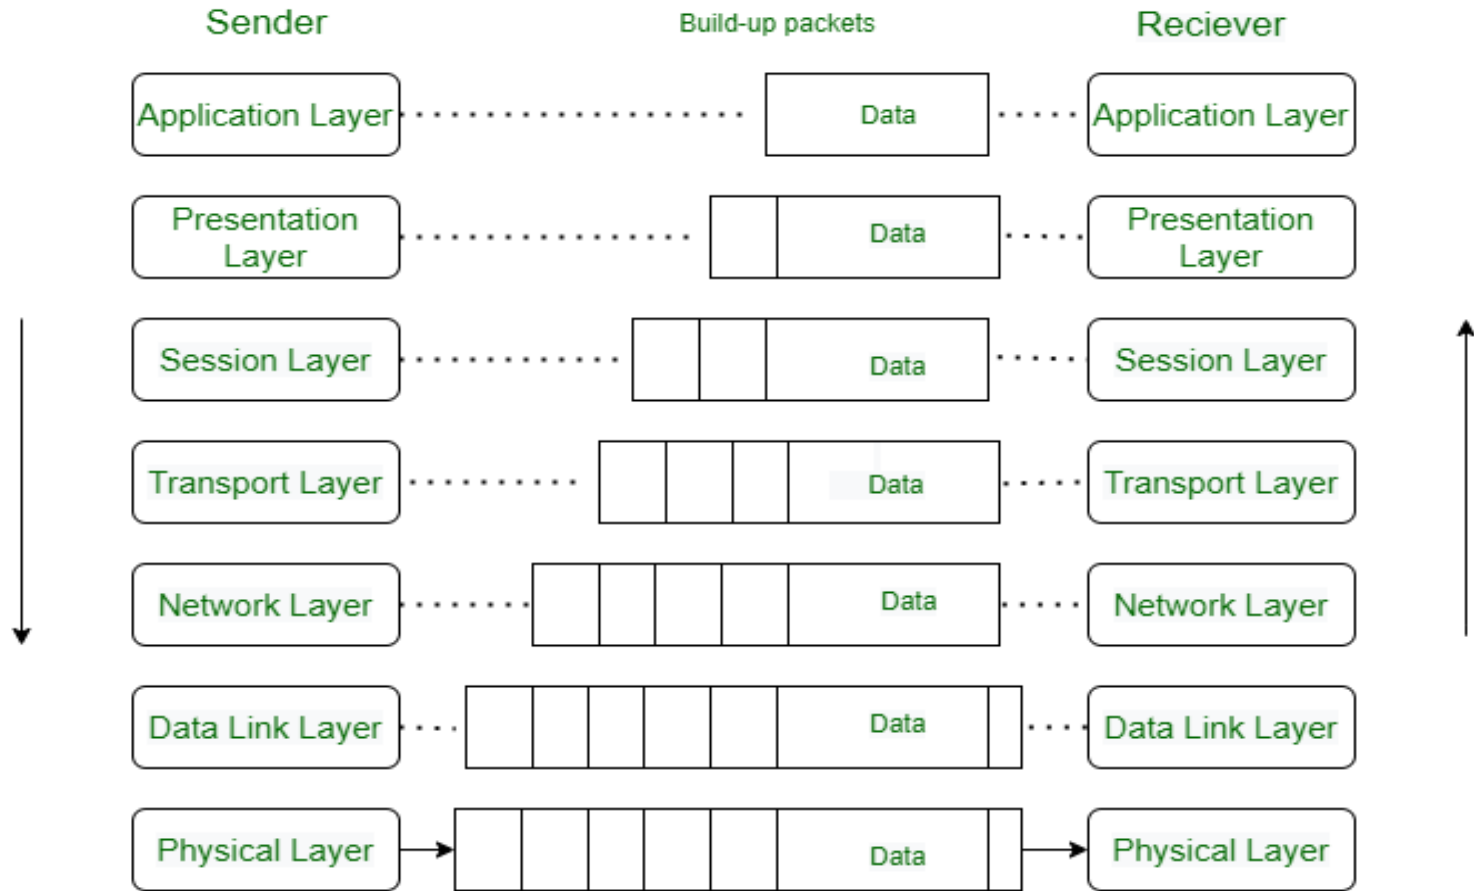 Sender
Build-up packets
Reciever
Application Layer
Data
Application Layer
Presentation
Layer
Data
Presentation
Layer
Session Layer
Data
Session Layer
Transport Layer
Data
Transport Layer
Network Layer
Data
Network Layer
Data Link Layer
Data
Data Link Layer
Physical Layer
Data
Physical Layer